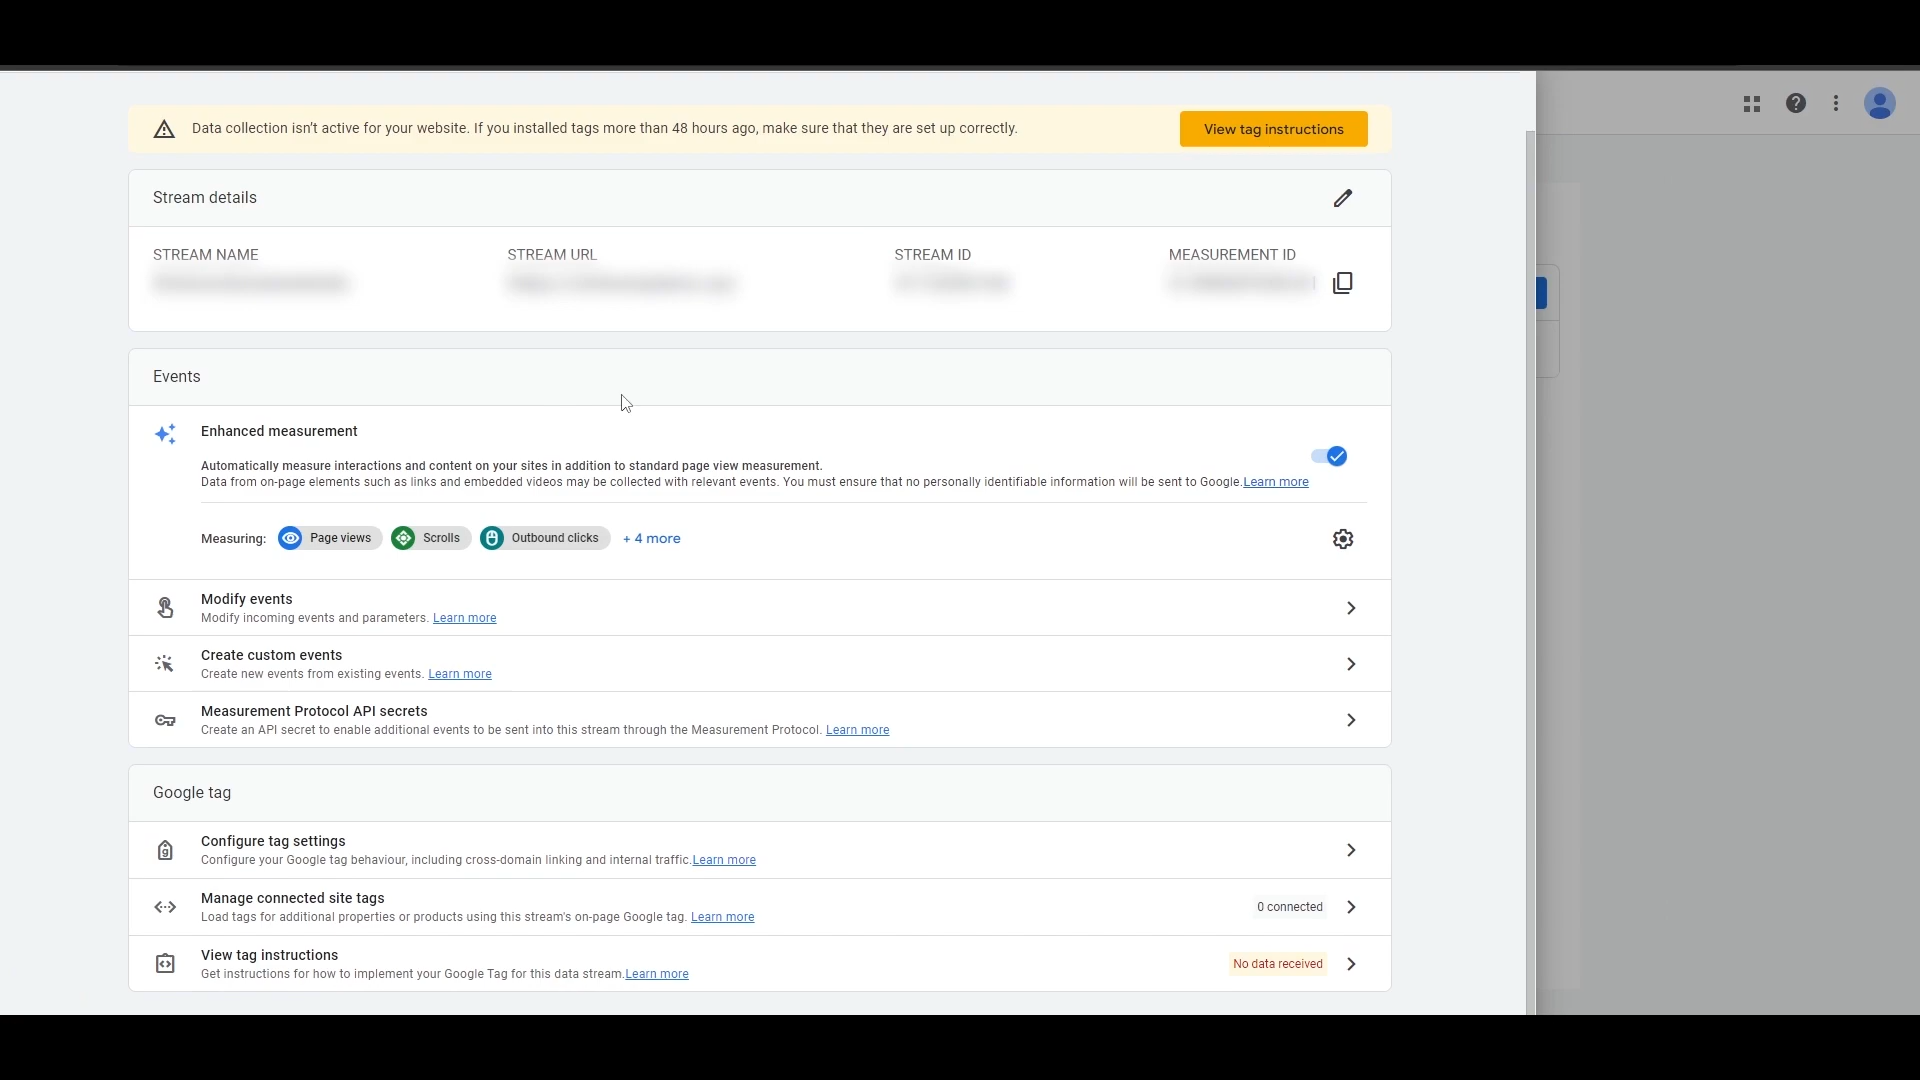 Data collection isn't active for your website. If you installed tags more than 48 hours ago, make sure that they are set up correctly.
View tag instructions
Stream details
STREAM NAME
STREAM URL
STREAM ID
MEASUREMENT ID
Events
Enhanced measurement
Automatically measure interactions and content on your sites in addition to standard page view measurement.
Data from on-page elements such as links and embedded videos may be collected with relevant events. You must ensure that no personally identifiable information will be sent to Google.Learn more
Measuring: Page views Scrolls Outbound clicks + 4 more
Modify events
Modify incoming events and parameters. Learn more
Create custom events
Create new events from existing events. Learn more
Measurement Protocol API secrets
Create an API secret to enable additional events to be sent into this stream through the Measurement Protocol. Learn more
Google tag
Configure tag settings
Configure your Google tag behaviour, including cross-domain linking and internal traffic.Learn more
Manage connected site tags
Load tags for additional properties or products using this stream's on-page Google tag. Learn more
0 connected
View tag instructions
Get instructions for how to implement your Google Tag for this data stream.Learn more
No data received